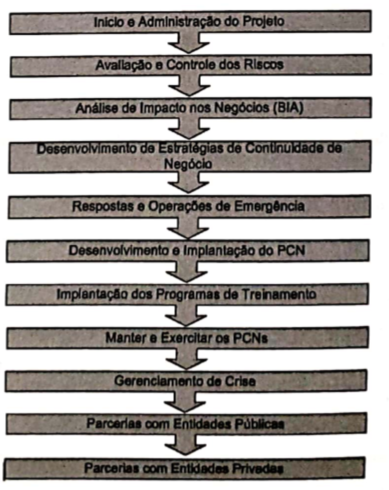 Início e Administração do Projeto
Avaliação e Controle dos Riscos
Análise de Impacto nos Negócios (BIA)
Desenvolvimento de Estratégias de Continuidade de
Negócio
Respostas e Operações de Emergência
Desenvolvimento e Implantação do PCN
Implantação dos Programas de Treinamento
Manter e Exercitar os PCNs
Gerenciamento de Crise
Parcerias com Entidades Públicas
Parcerias com Entidades Privadas